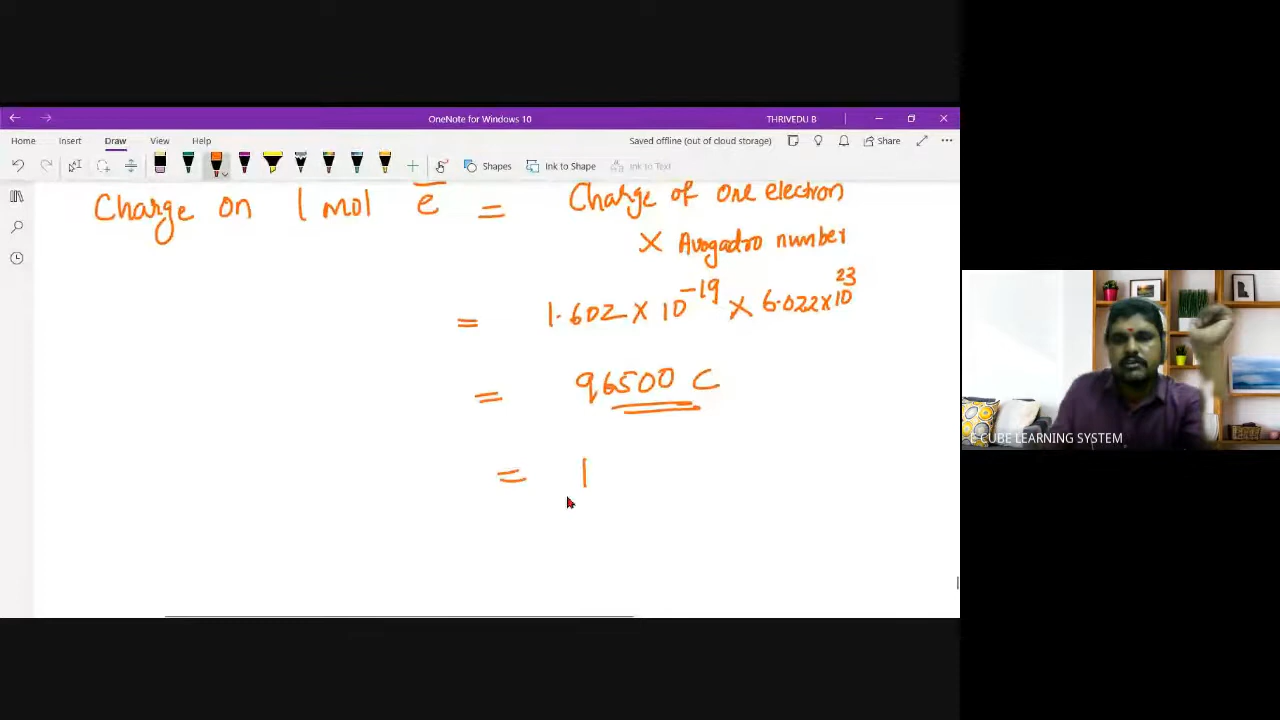 OneNote for Windows 10
THRIVEDU B
Home Insert Draw View Help
Saved offline (out of cloud storage)
Share
Shapes
Ink to Shape
Ink to Text
Charge on 1 mol e̅ = Charge of one electron
× Avogadro number
= 1.602 × 10⁻¹⁹ × 6.022×10²³
= 96500 C
= 1
E CUBE LEARNING SYSTEM